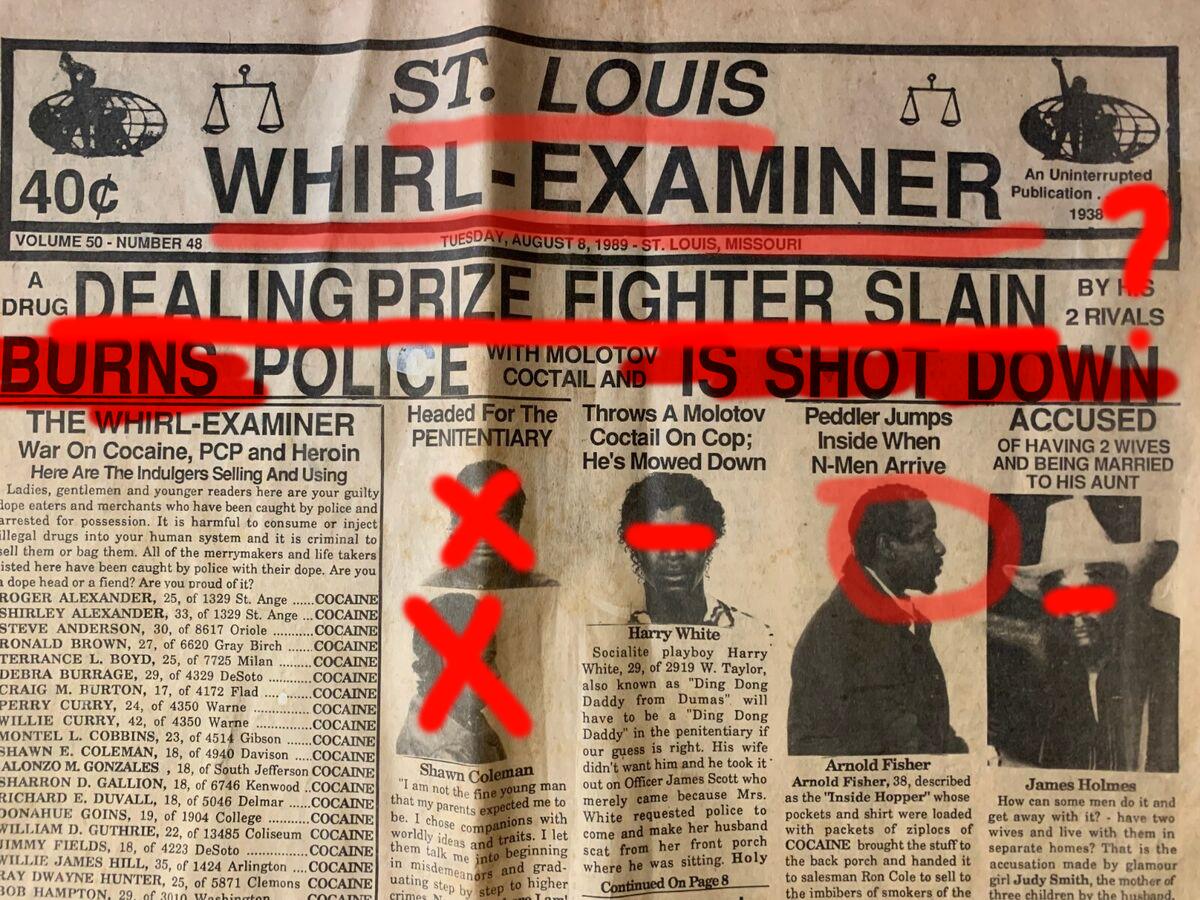 ST. LOUIS
WHIRL-EXAMINER
40¢
An Uninterrupted
Publication .
1938
VOLUME 50 - NUMBER 48
TUESDAY, AUGUST 8, 1989 - ST. LOUIS, MISSOURI
?
A DRUG DEALING PRIZE FIGHTER SLAIN BY HIS 2 RIVALS
BURNS POLICE WITH MOLOTOV COCTAIL AND IS SHOT DOWN
THE WHIRL-EXAMINER
War On Cocaine, PCP and Heroin
Here Are The Indulgers Selling And Using
Ladies, gentlemen and younger readers here are your guilty
dope eaters and merchants who have been caught by police and
arrested for possession. It is harmful to consume or inject
illegal drugs into your human system and it is criminal to
sell them or bag them. All of the merrymakers and life takers
listed here have been caught by police with their dope. Are you
a dope head or a fiend? Are you proud of it?
ROGER ALEXANDER, 25, of 1329 St. Ange ......COCAINE
SHIRLEY ALEXANDER, 33, of 1329 St. Ange ...COCAINE
STEVE ANDERSON, 30, of 8617 Oriole ...........COCAINE
RONALD BROWN, 27, of 6620 Gray Birch ......COCAINE
TERRANCE L. BOYD, 25, of 7725 Milan ........COCAINE
DEBRA BURRAGE, 29, of 4329 DeSoto ..........COCAINE
CRAIG M. BURTON, 17, of 4172 Flad ............COCAINE
PERRY CURRY, 24, of 4350 Warne ..............COCAINE
WILLIE CURRY, 42, of 4350 Warne ..............COCAINE
MONTEL L. COBBINS, 23, of 4514 Gibson ......COCAINE
SHAWN E. COLEMAN, 18, of 4940 Davison ....COCAINE
ALONZO M. GONZALES , 18, of South Jefferson COCAINE
SHARRON D. GALLION, 18, of 6746 Kenwood ..COCAINE
RICHARD E. DUVALL, 18, of 5046 Delmar .....COCAINE
DONAHUE GOINS, 19, of 1904 College ..........COCAINE
WILLIAM D. GUTHRIE, 22, of 13485 Coliseum COCAINE
JIMMY FIELDS, 18, of 4223 DeSoto .............COCAINE
WILLIE JAMES HILL, 35, of 1424 Arlington ....COCAINE
RAY DWAYNE HUNTER, 25, of 5871 Clemons COCAINE
BOB HAMPTON, 29, of 3010 Washington COCAINE
Headed For The
PENITENTIARY
Shawn Coleman
"I am not the fine young man
that my parents expected me to
be. I chose companions with
worldly ideas and traits. I let
them talk me into beginning
in misdemeanors and grad-
uating step by step to higher
crimes
Throws A Molotov
Coctail On Cop;
He's Mowed Down
Harry White
Socialite playboy Harry
White, 29, of 2919 W. Taylor,
also known as "Ding Dong
Daddy from Dumas" will
have to be a "Ding Dong
Daddy" in the penitentiary if
our guess is right. His wife
didn't want him and he took it
out on Officer James Scott who
merely came because Mrs.
White requested police to
come and make her husband
scat from her front porch
where he was sitting. Holy
Continued On Page 8
Peddler Jumps
Inside When
N-Men Arrive
Arnold Fisher
Arnold Fisher, 38, described
as the "Inside Hopper" whose
pockets and shirt were loaded
with packets of ziplocs of
COCAINE brought the stuff to
the back porch and handed it
to salesman Ron Cole to sell to
the imbibers of smokers of the
ACCUSED
OF HAVING 2 WIVES
AND BEING MARRIED
TO HIS AUNT
James Holmes
How can some men do it and
get away with it? - have two
wives and live with them in
separate homes? That is the
accusation made by glamour
girl Judy Smith, the mother of
three children by the husband.